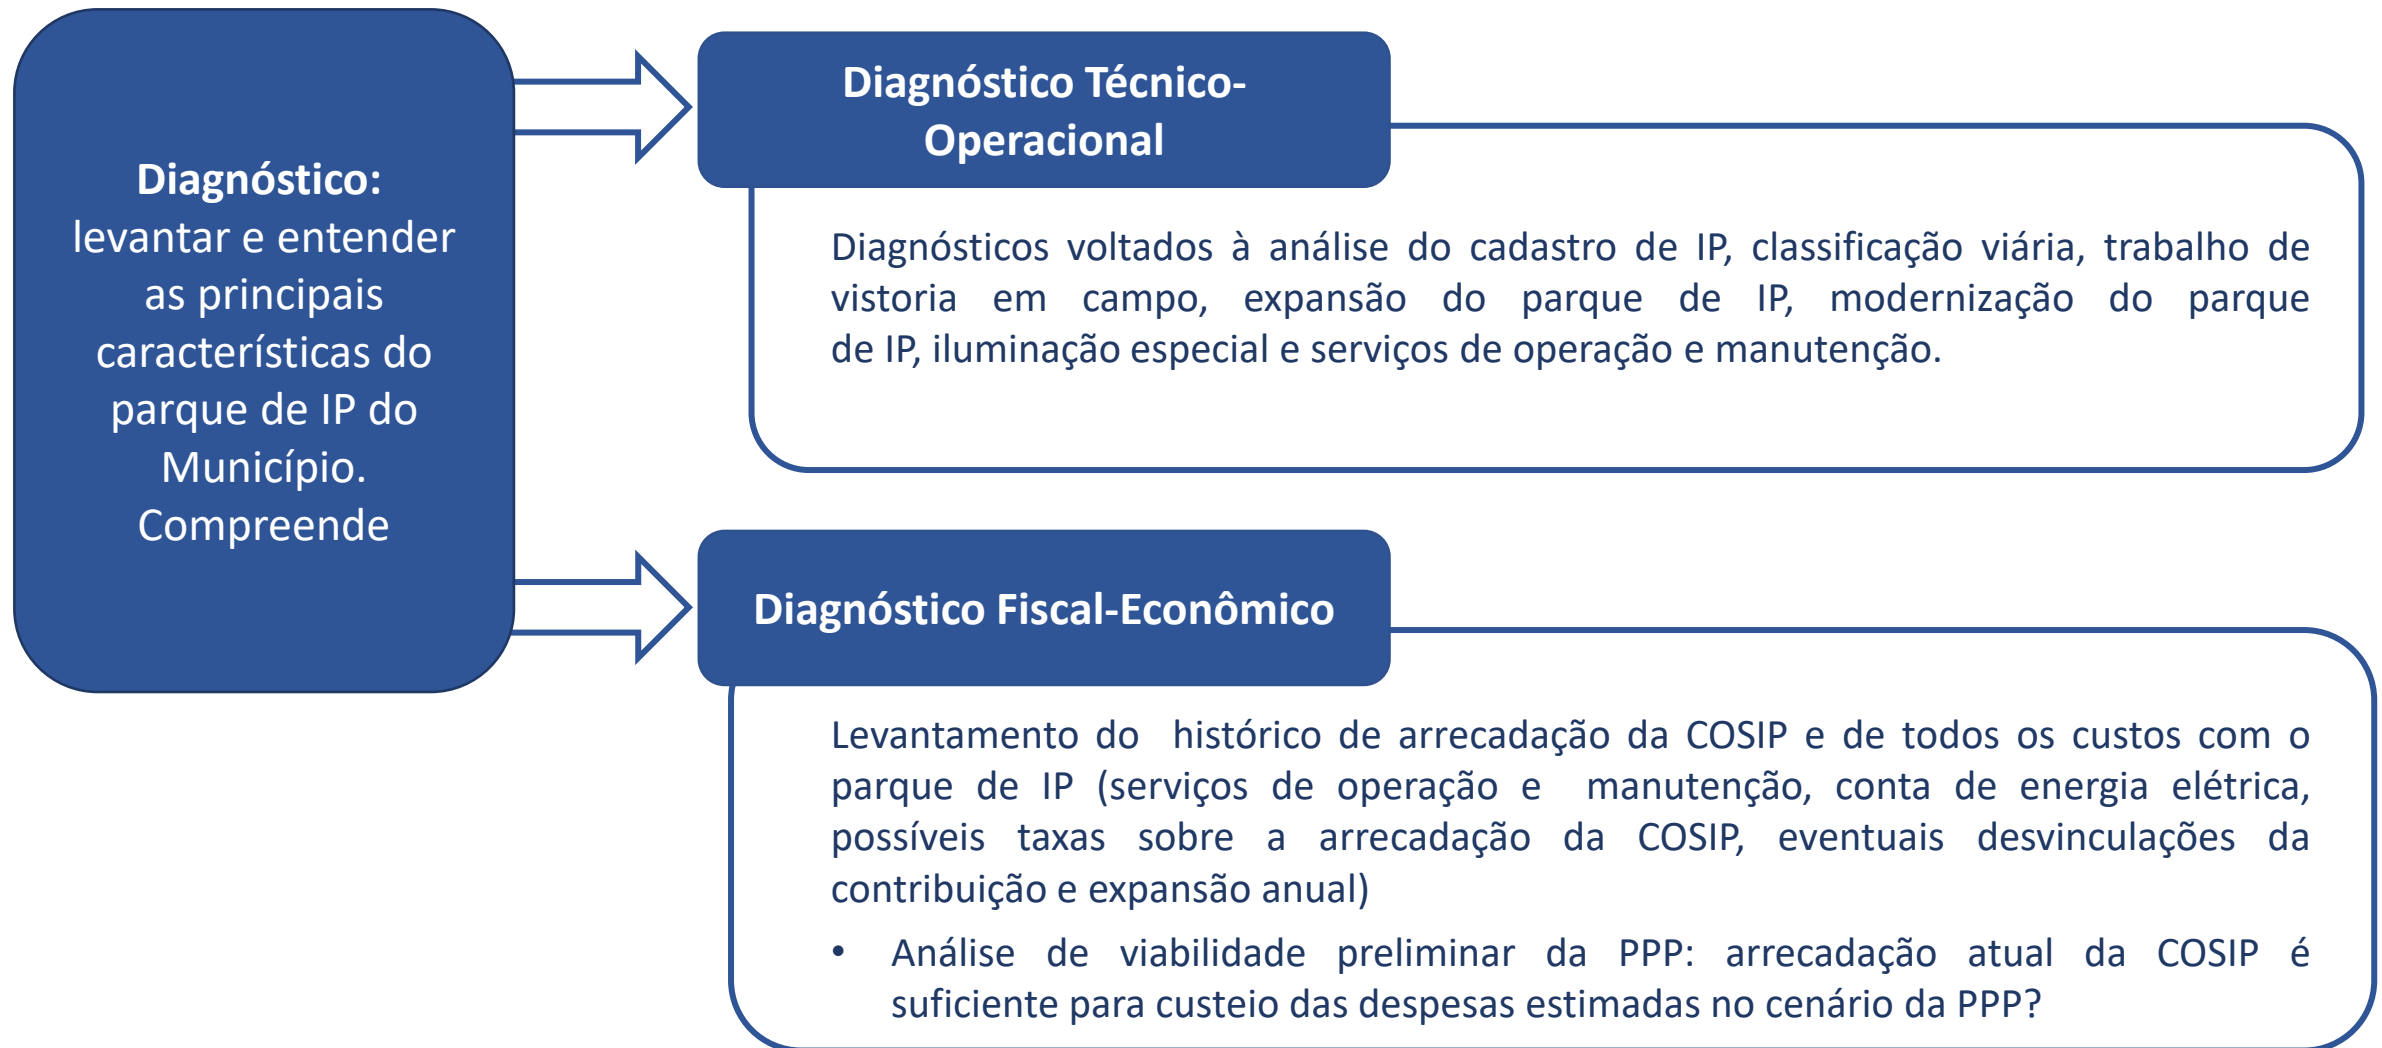 Diagnóstico:
levantar e entender
as principais
características do
parque de IP do
Município.
Compreende
Diagnóstico Técnico-
Operacional
Diagnósticos voltados à análise do cadastro de IP, classificação viária, trabalho de
vistoria em campo, expansão do parque de IP, modernização do parque
de IP, iluminação especial e serviços de operação e manutenção.
Diagnóstico Fiscal-Econômico
Levantamento do histórico de arrecadação da COSIP e de todos os custos com o
parque de IP (serviços de operação e manutenção, conta de energia elétrica,
possíveis taxas sobre a arrecadação da COSIP, eventuais desvinculações da
contribuição e expansão anual)
• Análise de viabilidade preliminar da PPP: arrecadação atual da COSIP é
suficiente para custeio das despesas estimadas no cenário da PPP?